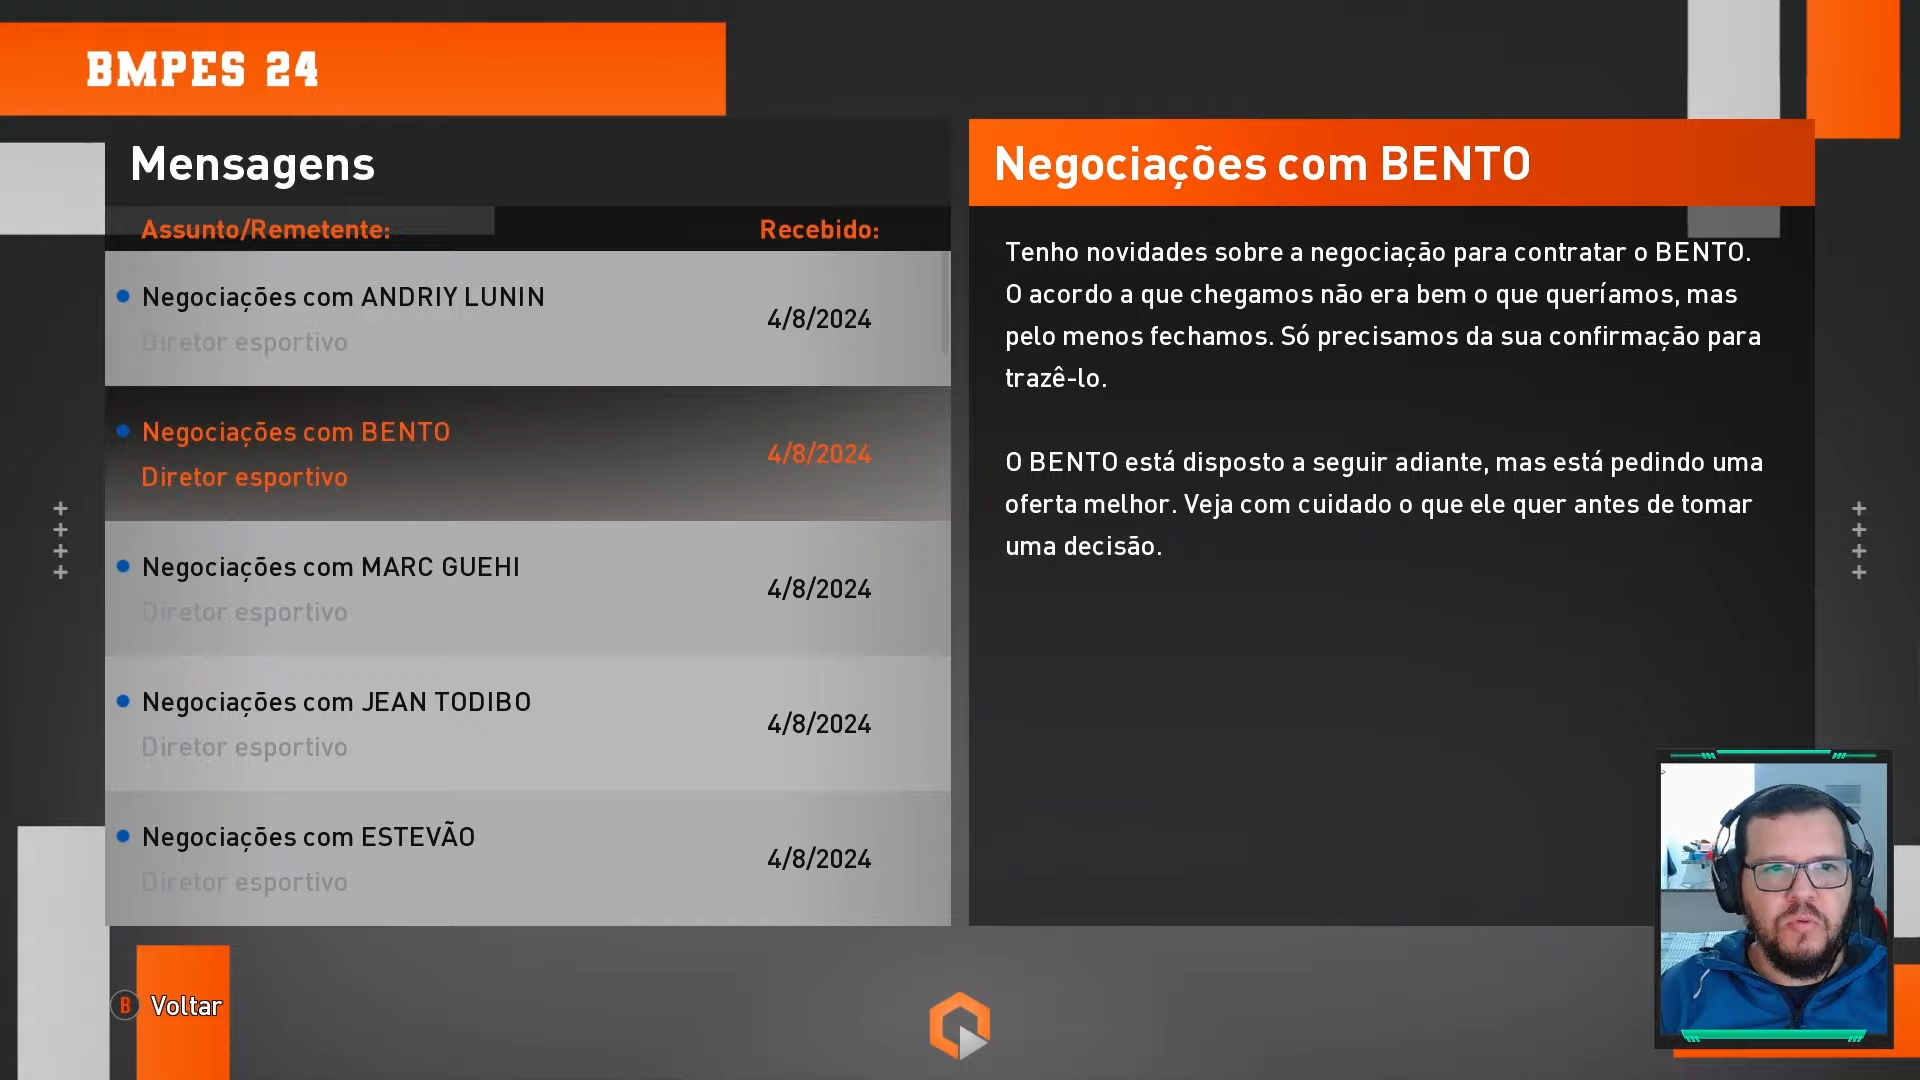 BMPES 24
Mensagens
Assunto/Remetente:
Recebido:
Negociações com ANDRIY LUNIN
Diretor esportivo
4/8/2024
Negociações com BENTO
Diretor esportivo
4/8/2024
Negociações com MARC GUEHI
Diretor esportivo
4/8/2024
Negociações com JEAN TODIBO
Diretor esportivo
4/8/2024
Negociações com ESTEVÃO
Diretor esportivo
4/8/2024
Negociações com BENTO
Tenho novidades sobre a negociação para contratar o BENTO.
O acordo a que chegamos não era bem o que queríamos, mas
pelo menos fechamos. Só precisamos da sua confirmação para
trazê-lo.
O BENTO está disposto a seguir adiante, mas está pedindo uma
oferta melhor. Veja com cuidado o que ele quer antes de tomar
uma decisão.
B Voltar